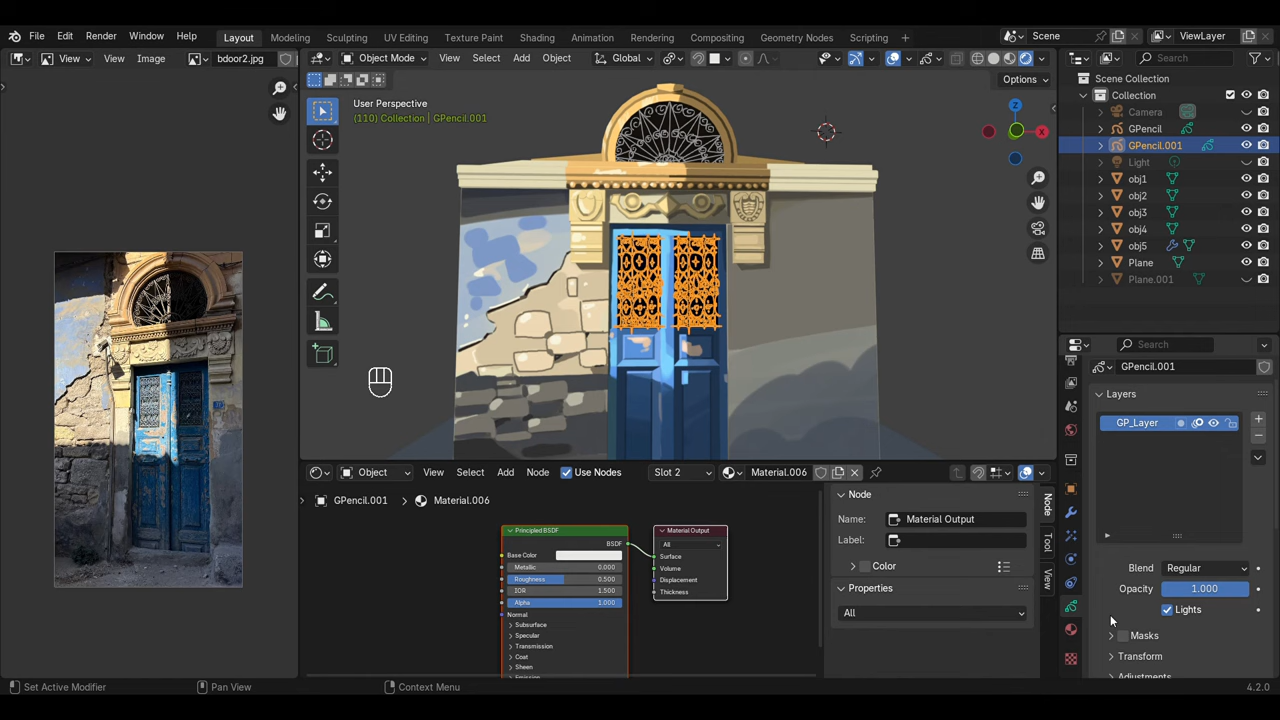 File Edit Render Window Help
Layout Modeling Sculpting UV Editing Texture Paint Shading Animation Rendering Compositing Geometry Nodes Scripting + Scene ViewLayer
View View Image bdoor2.jpg Object Mode View Select Add Object Global Search
Options
User Perspective
(110) Collection | GPencil.001
Z
X
Scene Collection
Collection
Camera
GPencil
GPencil.001
Light
obj1
obj2
obj3
obj4
obj5
Plane
Plane.001
Search
GPencil.001
Layers
GP_Layer
Blend Regular
Opacity 1.000
Lights
Masks
Transform
Adjustments
Object View Select Add Node Use Nodes Slot 2 Material.006
GPencil.001 > Material.006
Principled BSDF
BSDF
Base Color
Metallic 0.000
Roughness 0.500
IOR 1.500
Alpha 1.000
Normal
Subsurface
Specular
Transmission
Coat
Sheen
Emission
Material Output
All
Surface
Volume
Displacement
Thickness
Node
Name: Material Output
Label:
Color
Properties
All
Node
Tool
View
Set Active Modifier Pan View Context Menu 4.2.0